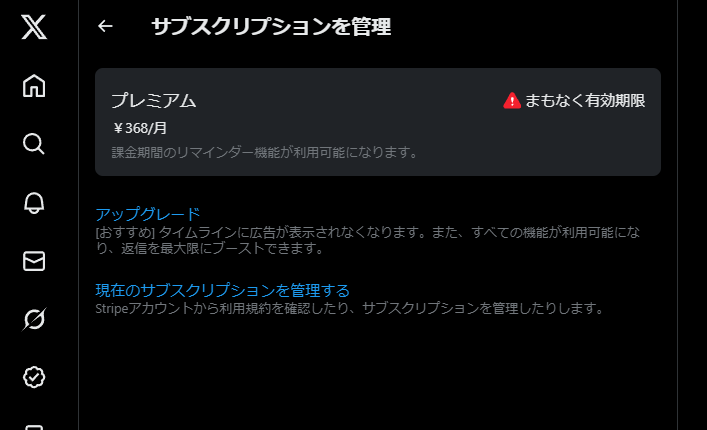 サブスクリプションを管理
プレミアム
まもなく有効期限
￥368/月
課金期間のリマインダー機能が利用可能になります。
アップグレード
[おすすめ] タイムラインに広告が表示されなくなります。また、すべての機能が利用可能にな
り、返信を最大限にブーストできます。
現在のサブスクリプションを管理する
Stripeアカウントから利用規約を確認したり、サブスクリプションを管理したりします。